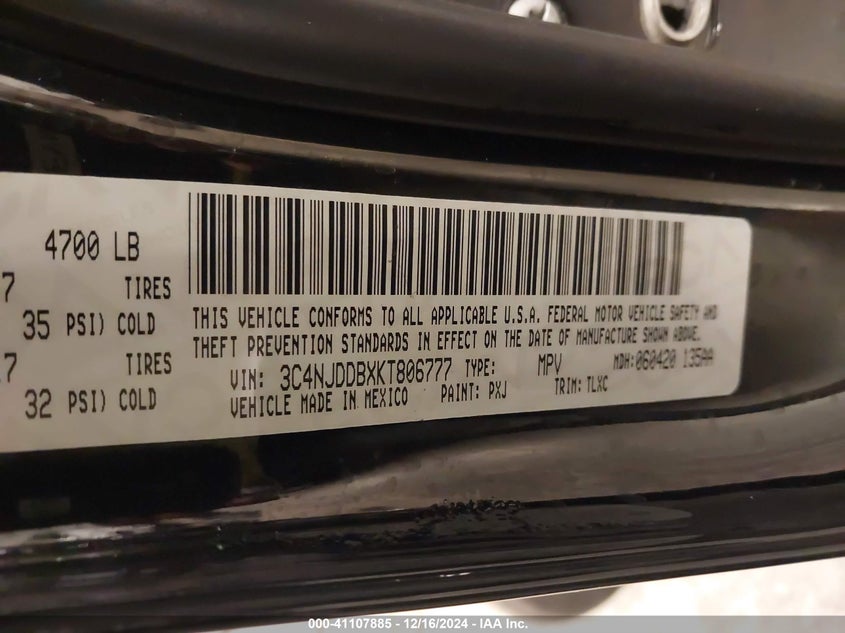 4700 LB
7 TIRES
35 PSI) COLD
7 TIRES
32 PSI) COLD
THIS VEHICLE CONFORMS TO ALL APPLICABLE U.S.A. FEDERAL MOTOR VEHICLE SAFETY AND
THEFT PREVENTION STANDARDS IN EFFECT ON THE DATE OF MANUFACTURE SHOWN ABOVE.
VIN: 3C4NJDDBXKT806777 TYPE: MPV MDH:060420 135AA
VEHICLE MADE IN MEXICO PAINT: PXJ TRIM: TLXC
000-41107885 - 12/16/2024 - IAA Inc.